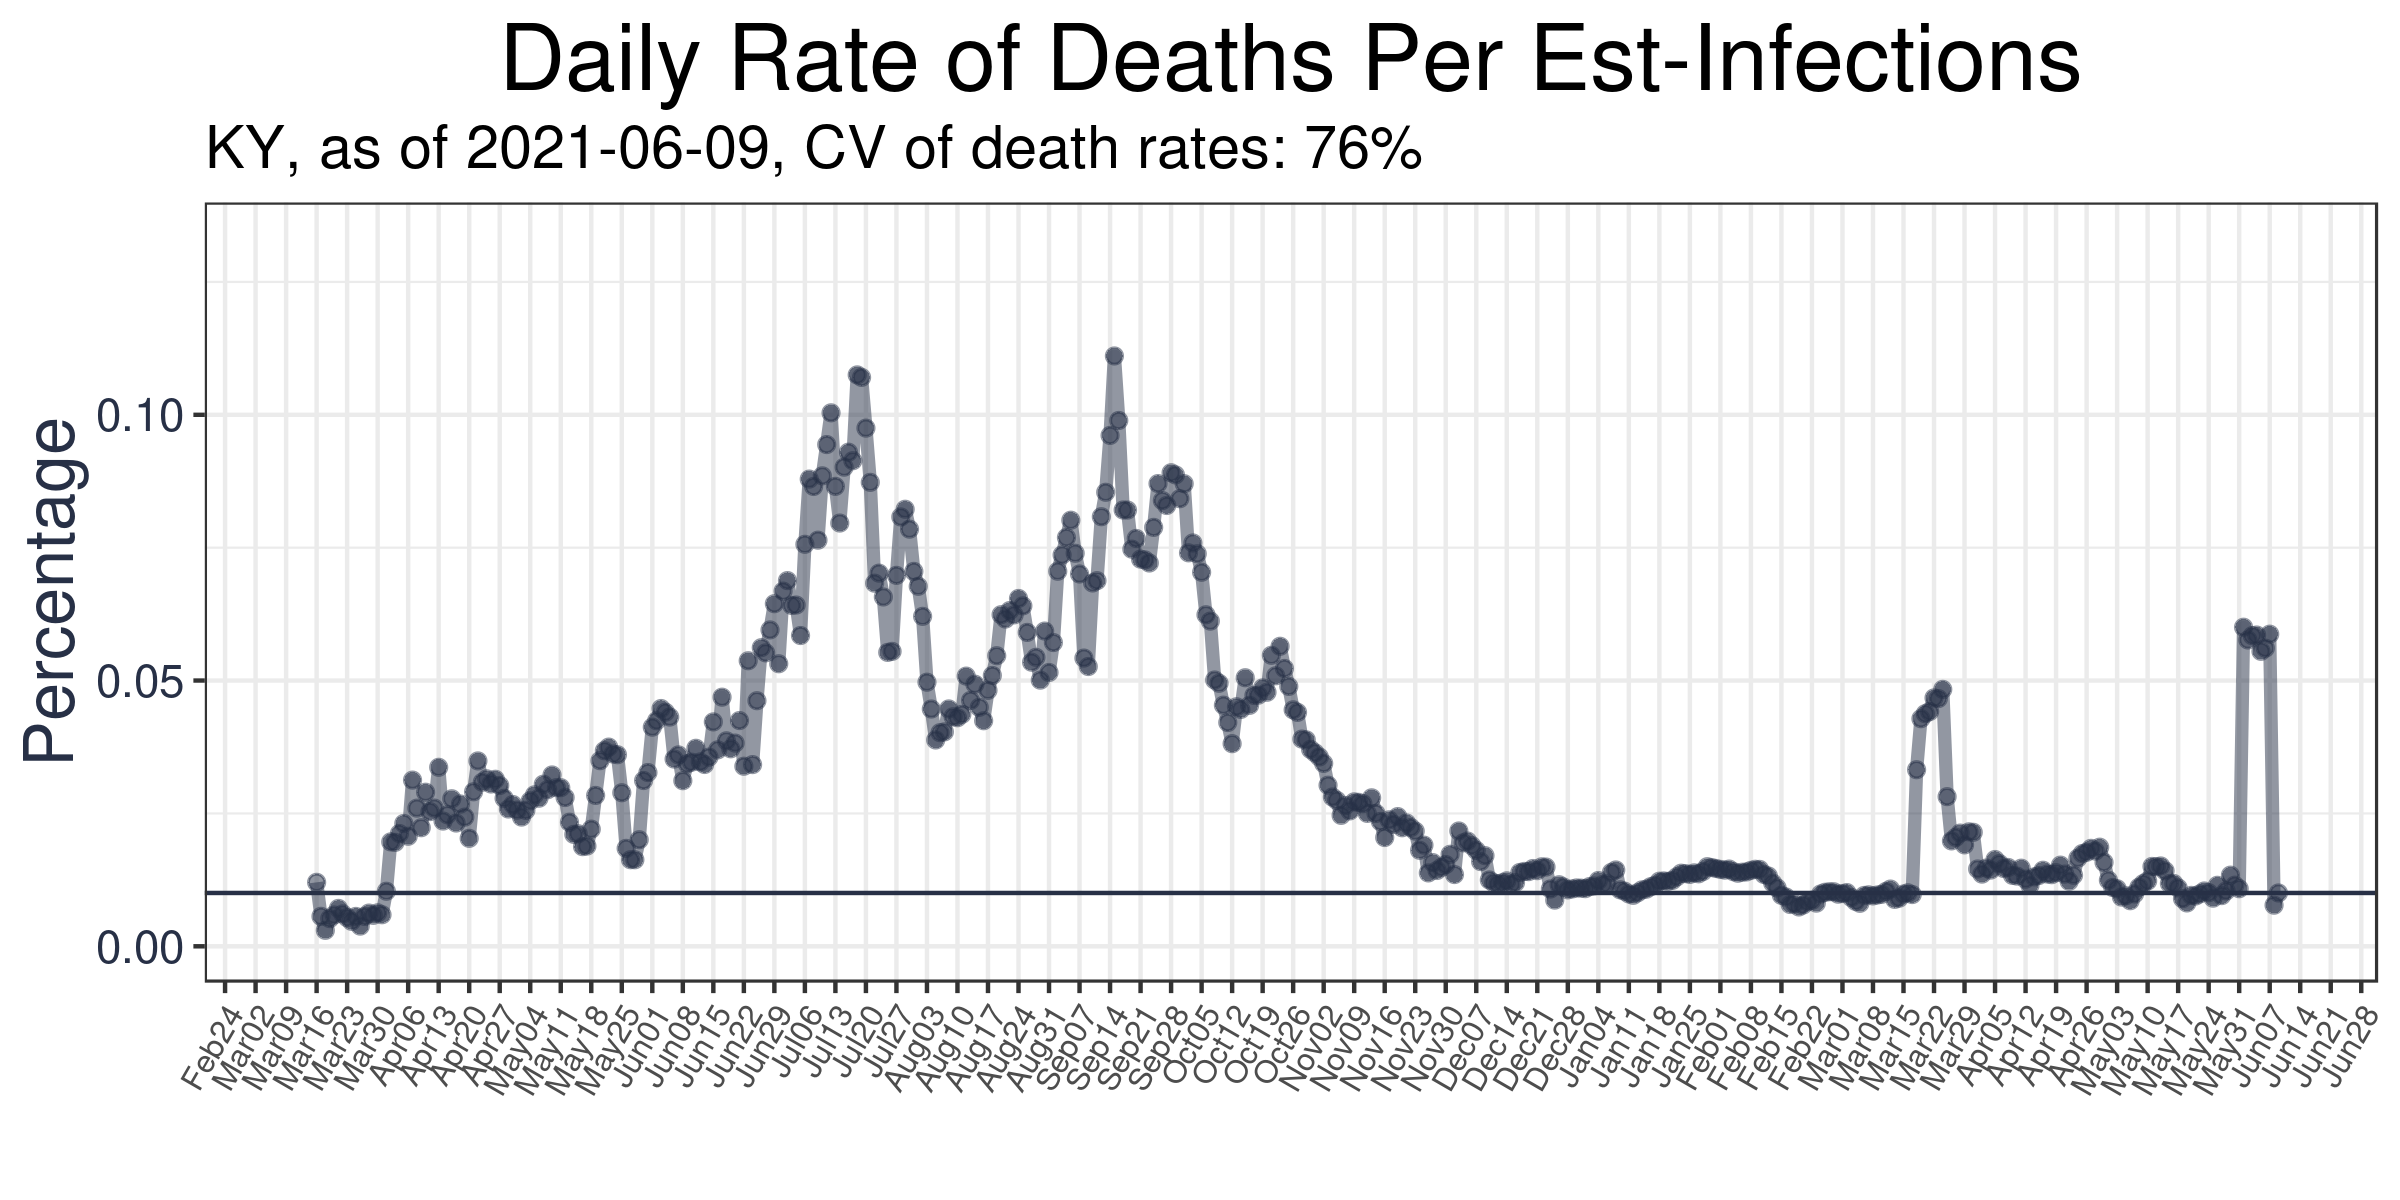 Daily Rate of Deaths Per Est-Infections
KY, as of 2021-06-09, CV of death rates: 76%
Percentage
0.10
0.05
0.00
Feb24
Mar02
Mar09
Mar16
Mar23
Mar30
Apr06
Apr13
Apr20
Apr27
May04
May11
May18
May25
Jun01
Jun08
Jun15
Jun22
Jun29
Jul06
Jul13
Jul20
Jul27
Aug03
Aug10
Aug17
Aug24
Aug31
Sep07
Sep14
Sep21
Sep28
Oct05
Oct12
Oct19
Oct26
Nov02
Nov09
Nov16
Nov23
Nov30
Dec07
Dec14
Dec21
Dec28
Jan04
Jan11
Jan18
Jan25
Feb01
Feb08
Feb15
Feb22
Mar01
Mar08
Mar15
Mar22
Mar29
Apr05
Apr12
Apr19
Apr26
May03
May10
May17
May24
May31
Jun07
Jun14
Jun21
Jun28